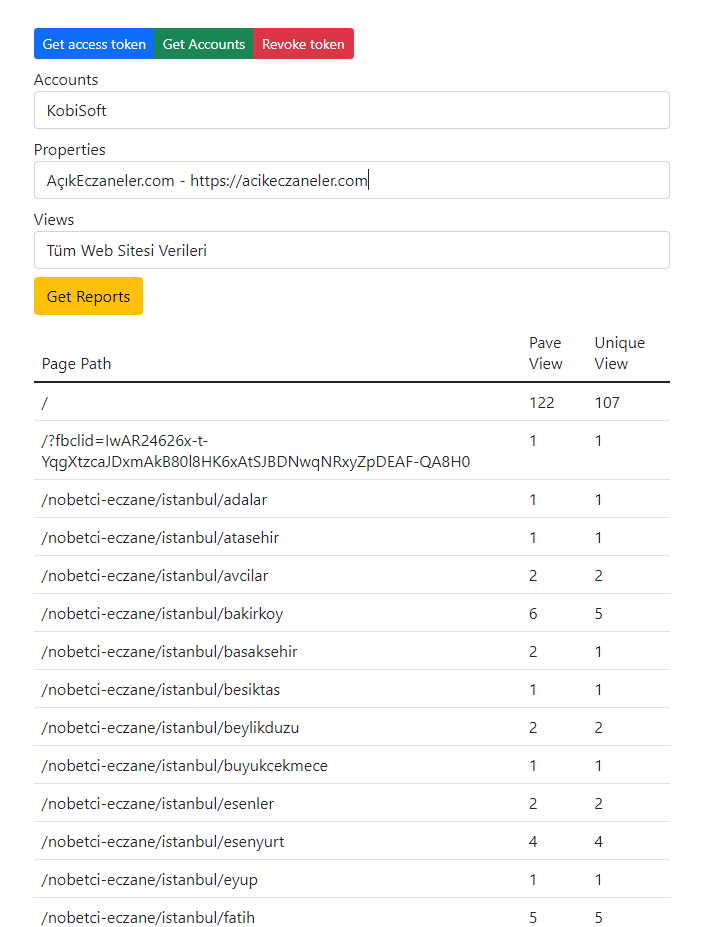 Get access token Get Accounts Revoke token
Accounts
KobiSoft
Properties
AçıkEczaneler.com - https://acikeczaneler.com
Views
Tüm Web Sitesi Verileri
Get Reports
Page Path Pave View Unique View
/ 122 107
/?fbclid=IwAR24626x-t-
YqgXtzcaJDxmAkB80l8HK6xAtSJBDNwqNRxyZpDEAF-QA8H0 1 1
/nobetci-eczane/istanbul/adalar 1 1
/nobetci-eczane/istanbul/atasehir 1 1
/nobetci-eczane/istanbul/avcilar 2 2
/nobetci-eczane/istanbul/bakirkoy 6 5
/nobetci-eczane/istanbul/basaksehir 2 1
/nobetci-eczane/istanbul/besiktas 1 1
/nobetci-eczane/istanbul/beylikduzu 2 2
/nobetci-eczane/istanbul/buyukcekmece 1 1
/nobetci-eczane/istanbul/esenler 2 2
/nobetci-eczane/istanbul/esenyurt 4 4
/nobetci-eczane/istanbul/eyup 1 1
/nobetci-eczane/istanbul/fatih 5 5